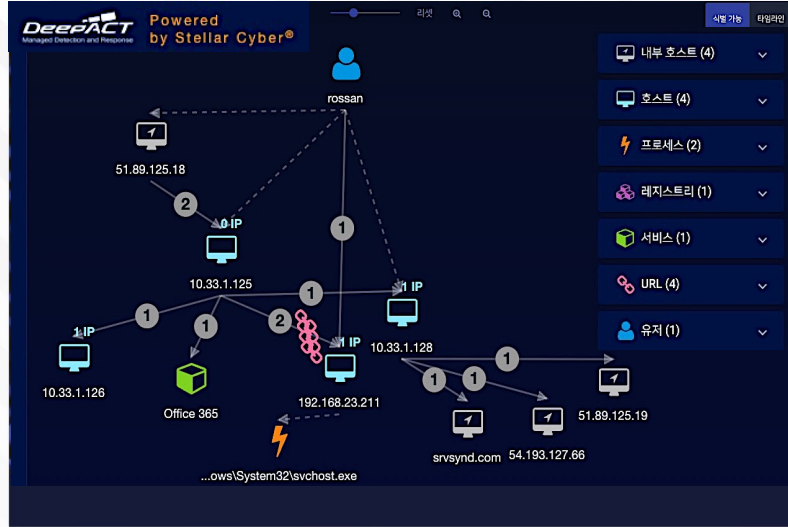 DEEPACT
Managed Detection and Response
Powered
by Stellar Cyber®
리셋
식별 가능
타임라인
내부 호스트 (4)
호스트 (4)
프로세스 (2)
레지스트리 (1)
서비스 (1)
URL (4)
유저 (1)
rossan
51.89.125.18
2
0 IP
1
10.33.1.125
1
1 IP
1
1
2
1 IP
1 IP
10.33.1.128
1
10.33.1.126
Office 365
192.168.23.211
1
1
51.89.125.19
srvsynd.com
54.193.127.66
...ows\System32\svchost.exe